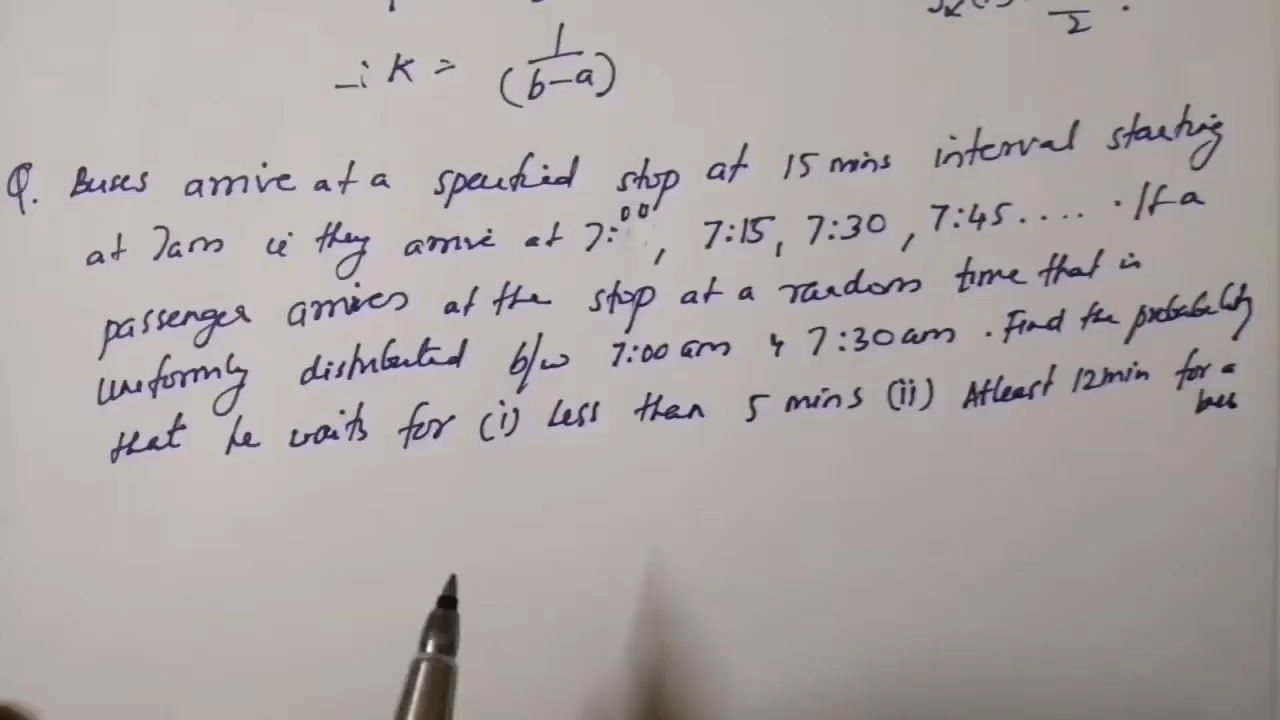 ∴ K = 1/(b-a)
2
Q. Buses arrive at a specified stop at 15 mins interval starting
at 7am ie they arrive at 7:00, 7:15, 7:30, 7:45.... . If a
passenger arrives at the stop at a random time that is
uniformly distributed b/w 7:00 am & 7:30am. Find the probability
that he waits for (i) Less than 5 mins (ii) Atleast 12min for a
bus